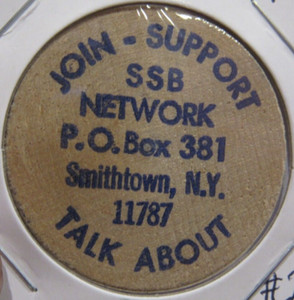 JOIN - SUPPORT
SSB
NETWORK
P.O. Box 381
Smithtown, N.Y.
11787
TALK ABOUT